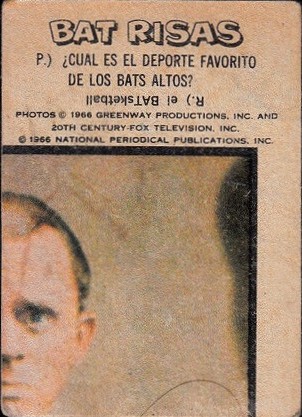 BAT RISAS
P.) ¿CUAL ES EL DEPORTE FAVORITO
DE LOS BATS ALTOS?
R.) el BATsketball
PHOTOS © 1966 GREENWAY PRODUCTIONS, INC. AND
20TH CENTURY-FOX TELEVISION, INC.
© 1966 NATIONAL PERIODICAL PUBLICATIONS, INC.